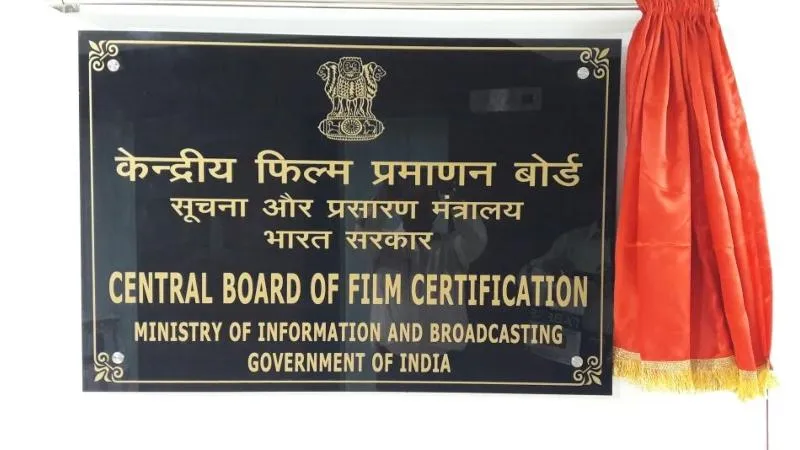 केन्द्रीय फिल्म प्रमाणन बोर्ड
सूचना और प्रसारण मंत्रालय
भारत सरकार
CENTRAL BOARD OF FILM CERTIFICATION
MINISTRY OF INFORMATION AND BROADCASTING
GOVERNMENT OF INDIA